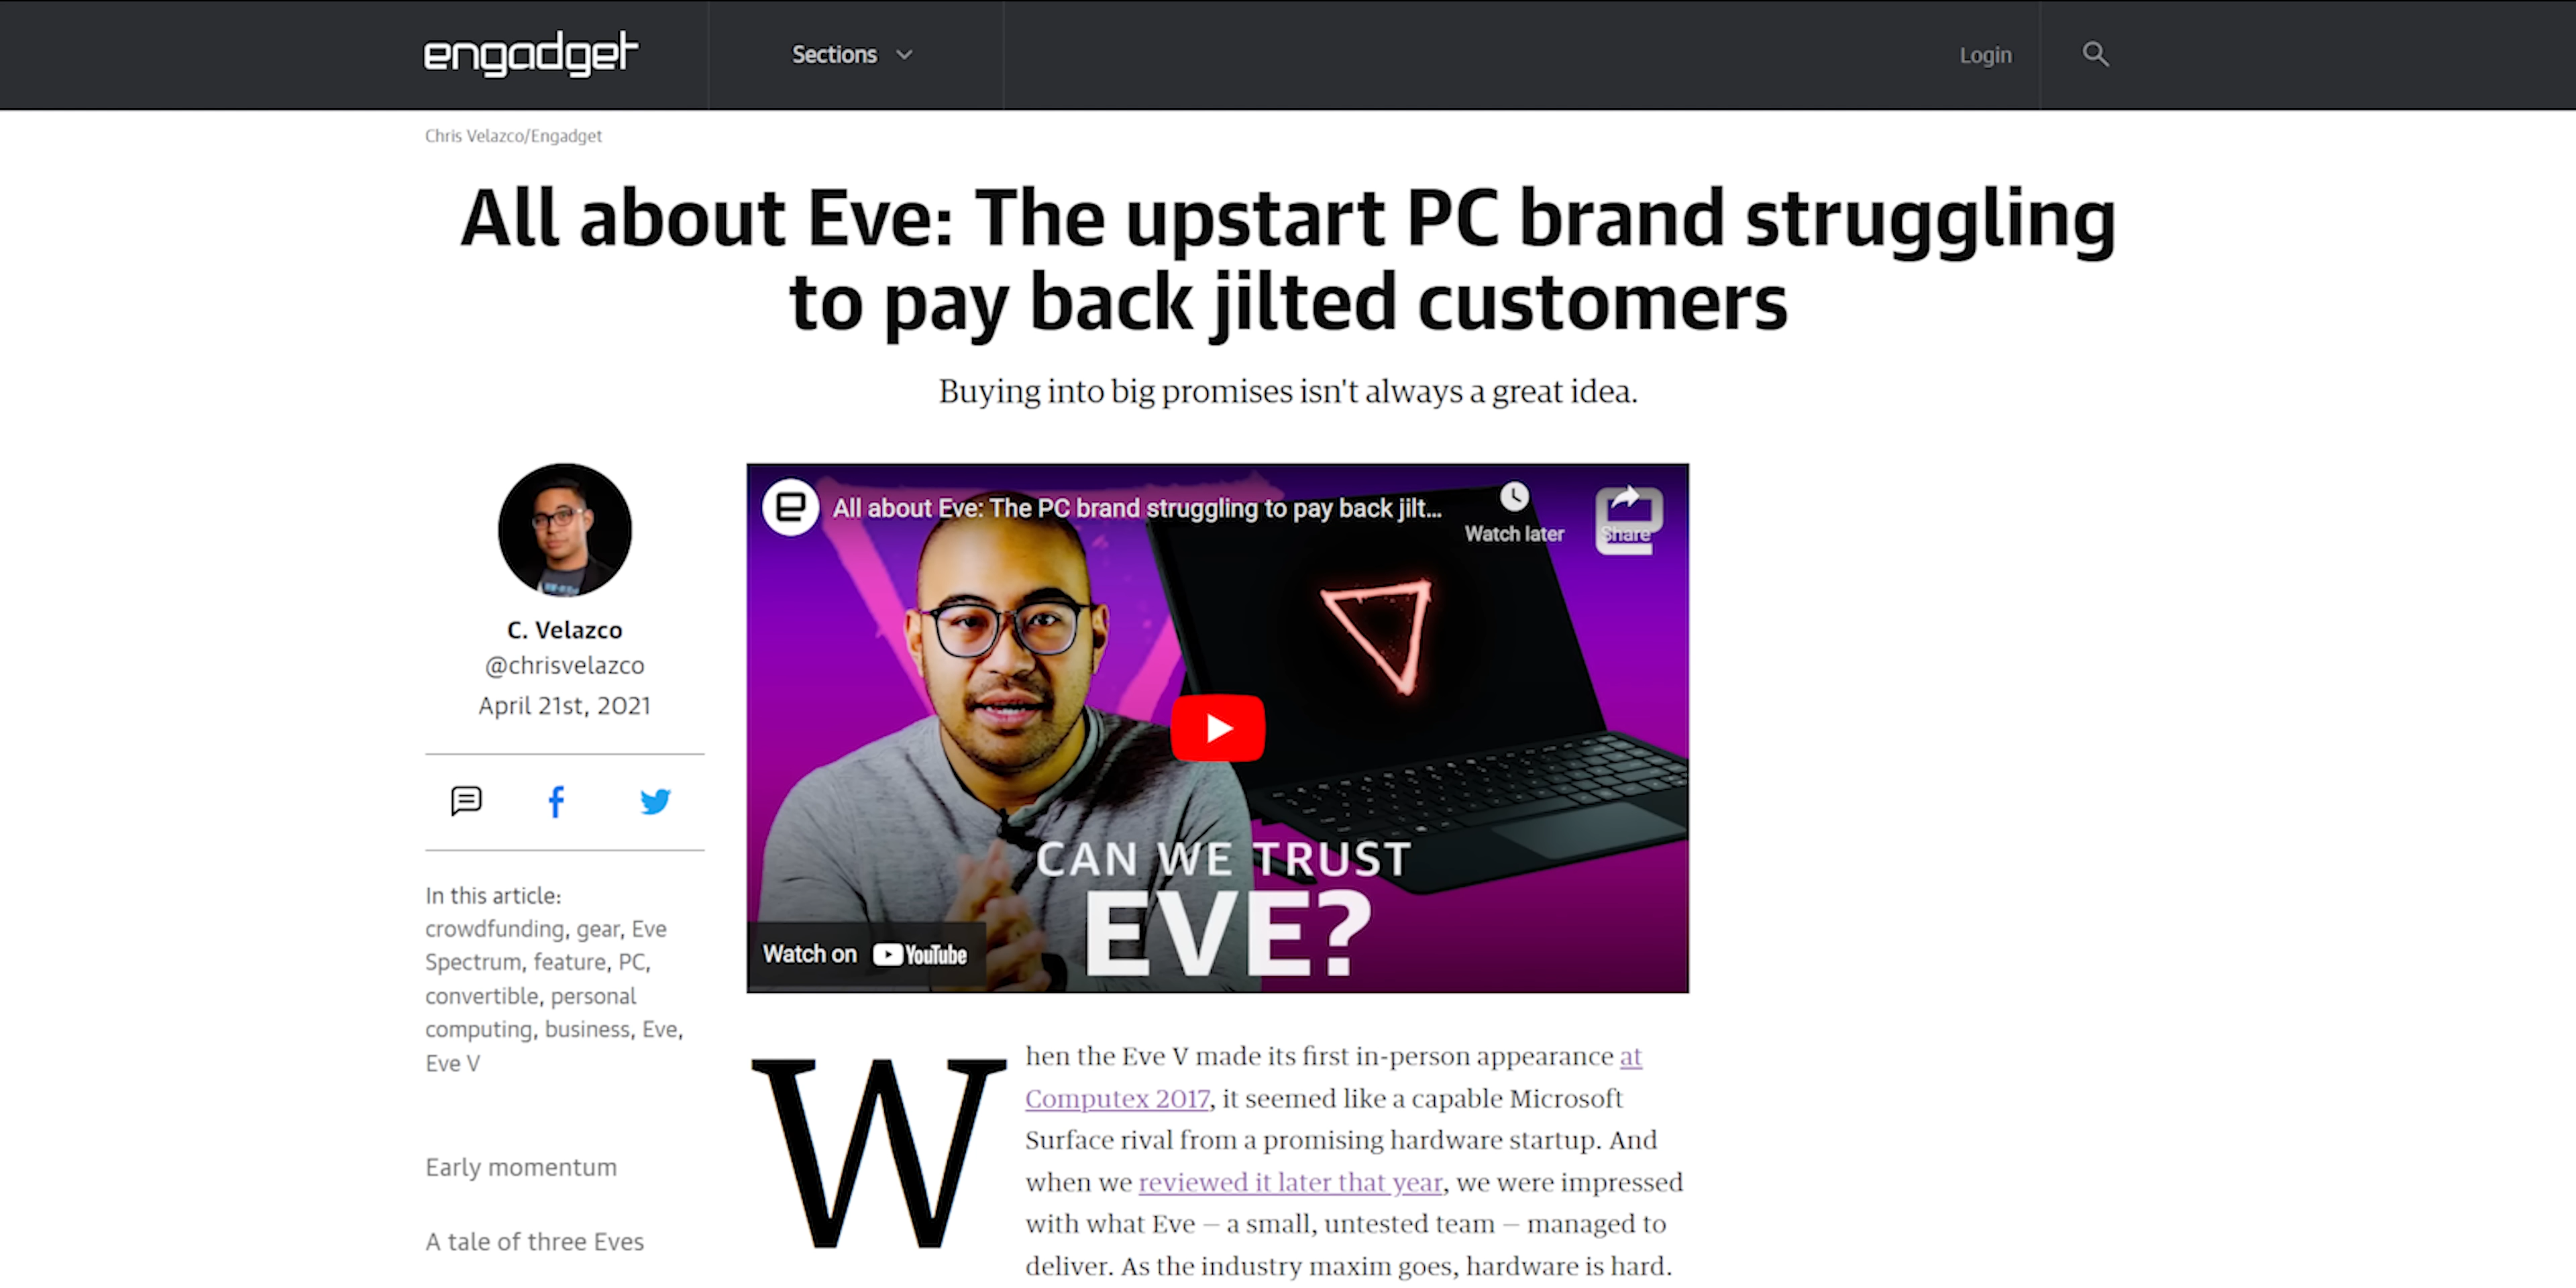 engadget
Sections
Login
Chris Velazco/Engadget
All about Eve: The upstart PC brand struggling
to pay back jilted customers
Buying into big promises isn't always a great idea.
C. Velazco
@chrisvelazco
April 21st, 2021
In this article:
crowdfunding, gear, Eve
Spectrum, feature, PC,
convertible, personal
computing, business, Eve,
Eve V
Early momentum
A tale of three Eves
All about Eve: The PC brand struggling to pay back jilt...
Watch later
Share
CAN WE TRUST
EVE?
Watch on YouTube
When the Eve V made its first in-person appearance at
Computex 2017, it seemed like a capable Microsoft
Surface rival from a promising hardware startup. And
when we reviewed it later that year, we were impressed
with what Eve – a small, untested team – managed to
deliver. As the industry maxim goes, hardware is hard.